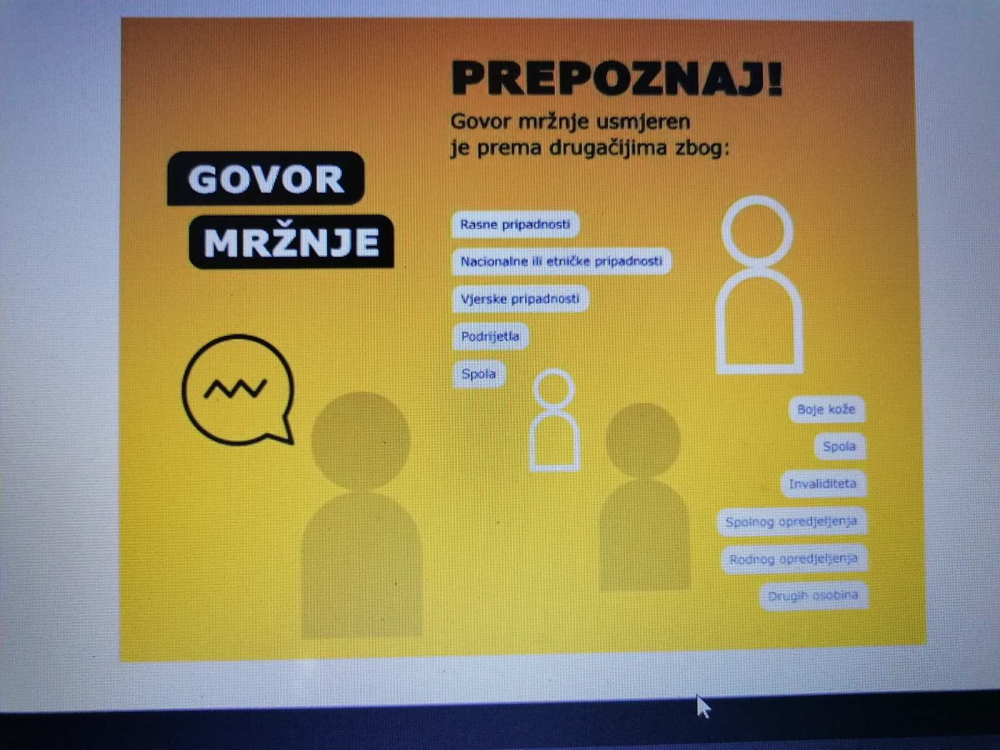 GOVOR
MRŽNJE
PREPOZNAJ!
Govor mržnje usmjeren
je prema drugačijima zbog:
Rasne pripadnosti
Nacionalne ili etničke pripadnosti
Vjerske pripadnosti
Podrijetla
Spola
Boje kože
Spola
Invaliditeta
Spolnog opredjeljenja
Rodnog opredjeljenja
Drugih osobina